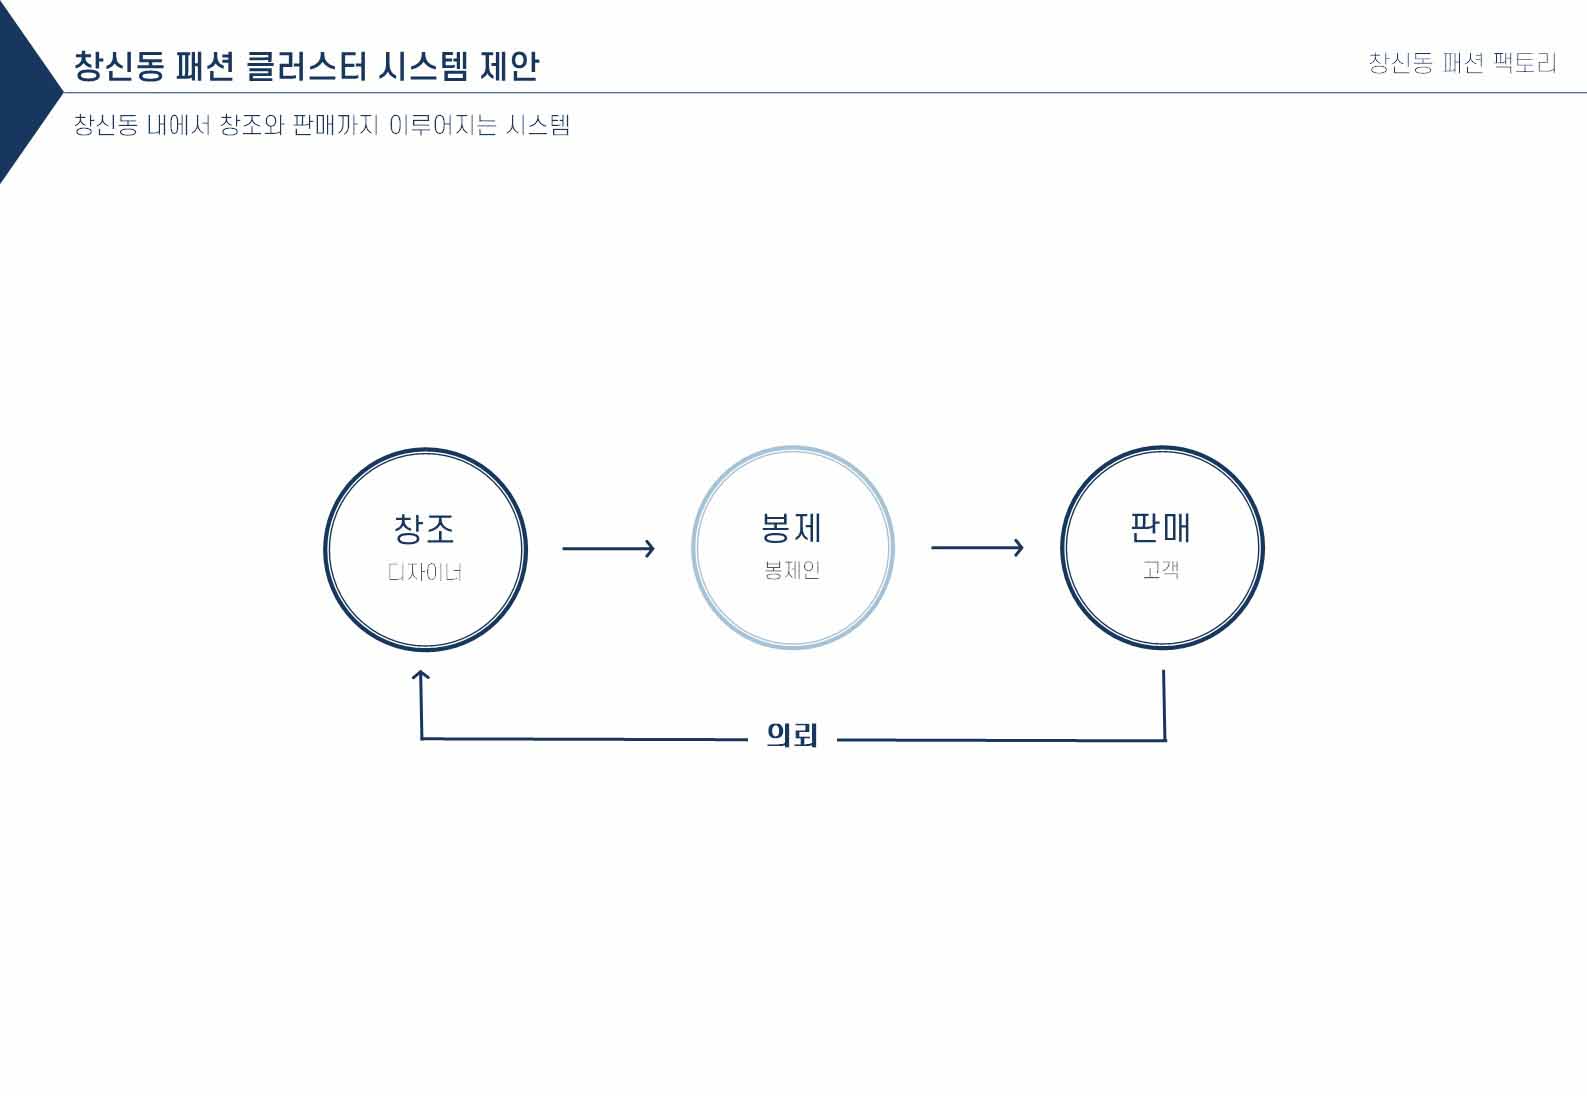 창신동 패션 클러스터 시스템 제안
창신동 패션 팩토리
창신동 내에서 창조와 판매까지 이루어지는 시스템
창조
디자이너
봉제
봉제인
판매
고객
의뢰